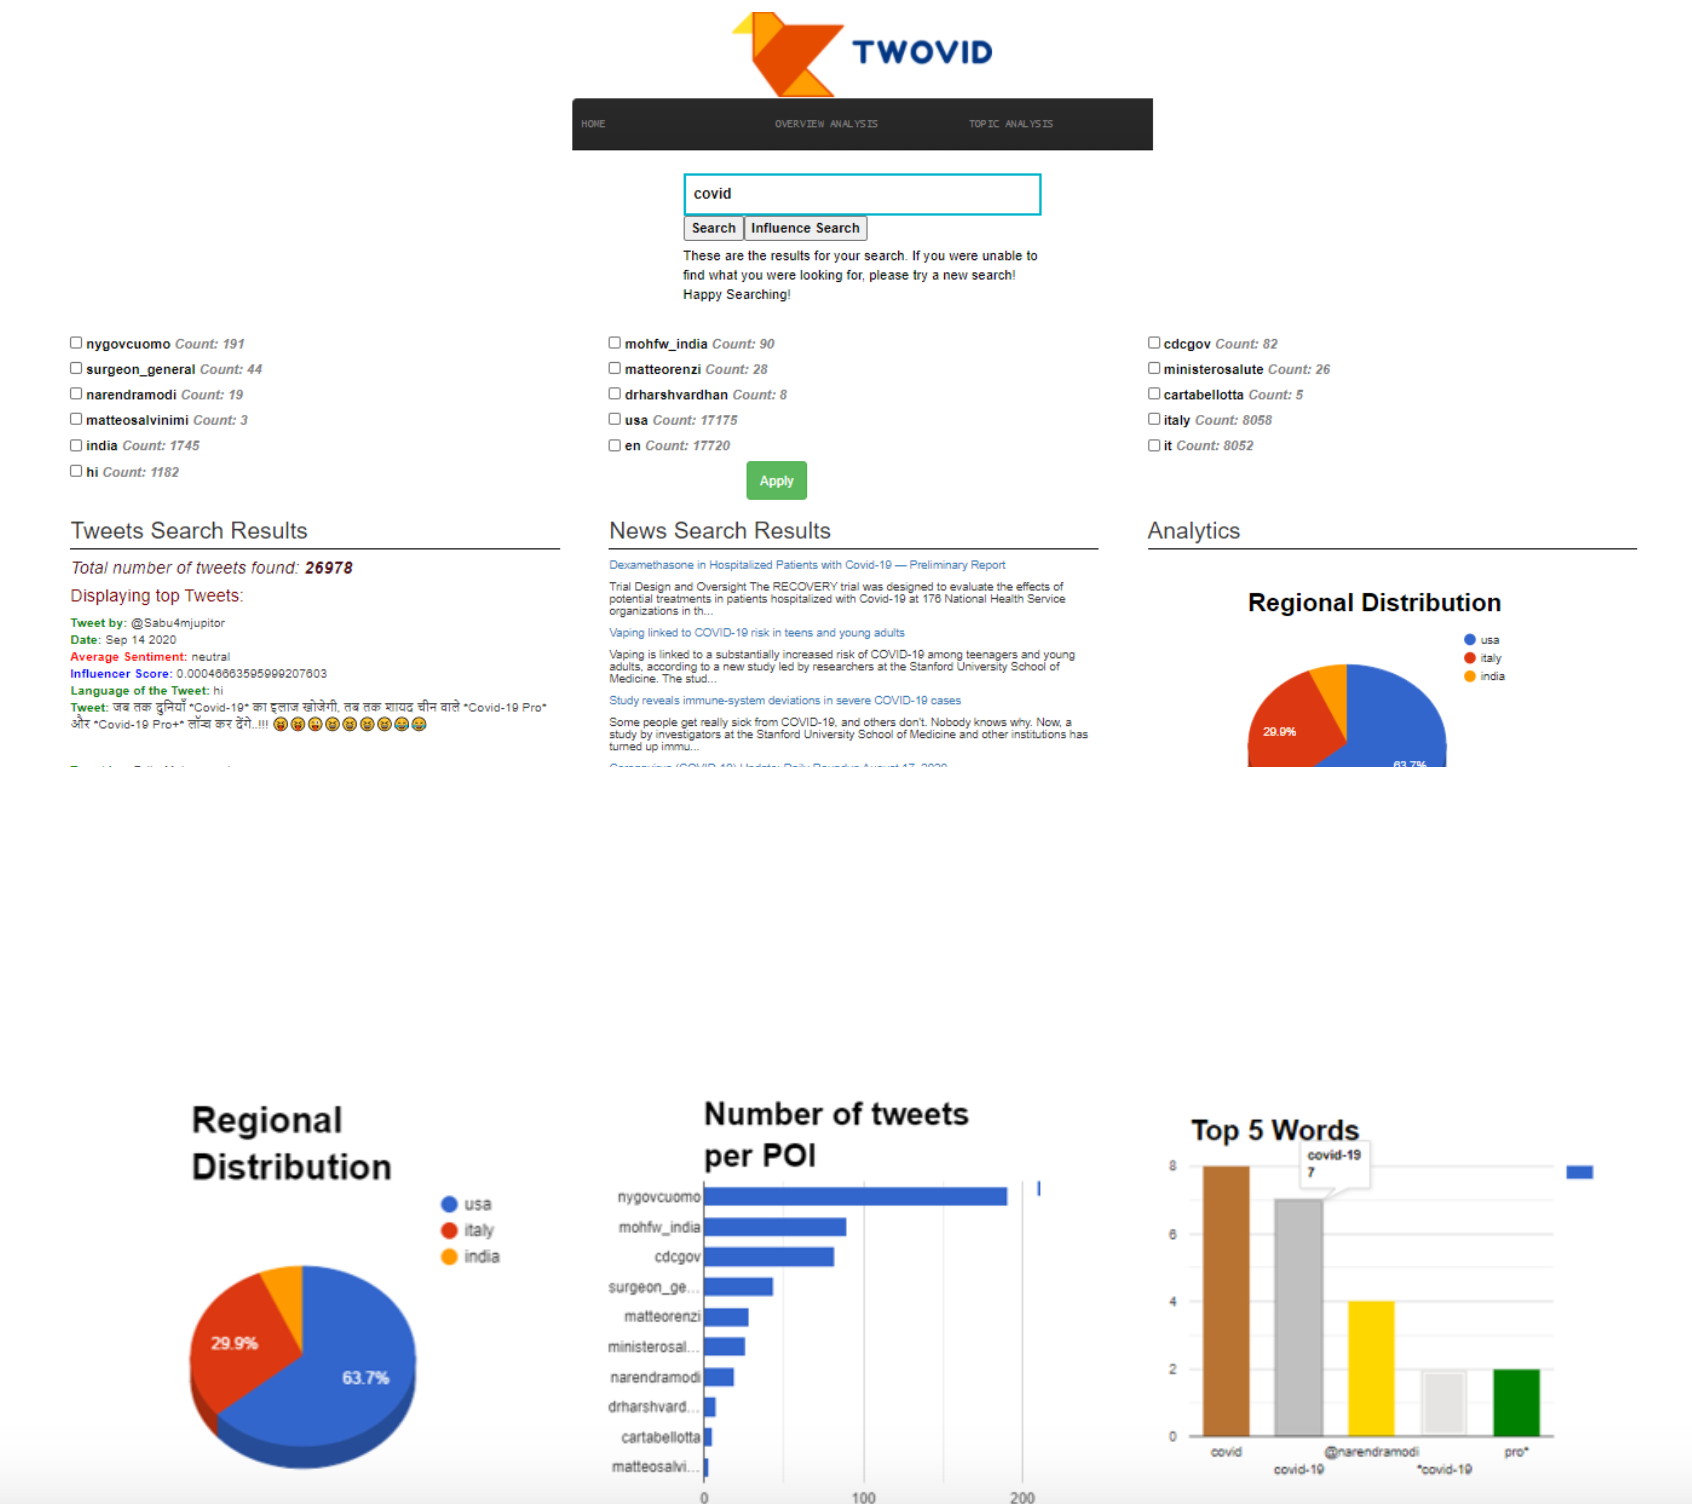 TWOVID
HOME OVERVIEW ANALYSIS TOPIC ANALYSIS
covid
Search Influence Search
These are the results for your search. If you were unable to
find what you were looking for, please try a new search!
Happy Searching!
nygovcuomo Count: 191
mohfw_india Count: 90
cdcgov Count: 82
surgeon_general Count: 44
matteorenzi Count: 28
ministerosalute Count: 26
narendramodi Count: 19
drharshvardhan Count: 8
cartabellotta Count: 5
matteosalvinimi Count: 3
usa Count: 17175
italy Count: 8058
india Count: 1745
en Count: 17720
it Count: 8052
hi Count: 1182
Apply
Tweets Search Results
Total number of tweets found: 26978
Displaying top Tweets:
Tweet by: @Sabu4mjupitor
Date: Sep 14 2020
Average Sentiment: neutral
Influencer Score: 0.00046663595999207603
Language of the Tweet: hi
Tweet: जब तक दुनियाँ *Covid-19* का इलाज खोजेगी, तब तक शायद चीन वाले *Covid-19 Pro*
और *Covid-19 Pro+* लॉन्च कर देंगे..!!! 😝😝😜😆😆😆😆😂😂
News Search Results
Dexamethasone in Hospitalized Patients with Covid-19 — Preliminary Report
Trial Design and Oversight The RECOVERY trial was designed to evaluate the effects of
potential treatments in patients hospitalized with Covid-19 at 176 National Health Service
organizations in th...
Vaping linked to COVID-19 risk in teens and young adults
Vaping is linked to a substantially increased risk of COVID-19 among teenagers and young
adults, according to a new study led by researchers at the Stanford University School of
Medicine. The stud...
Study reveals immune-system deviations in severe COVID-19 cases
Some people get really sick from COVID-19, and others don't. Nobody knows why. Now, a
study by investigators at the Stanford University School of Medicine and other institutions has
turned up immu...
Coronavirus (COVID-19) Update: Daily Roundup August 17, 2020
Analytics
Regional Distribution
usa
italy
india
29.9%
63.7%
Regional
Distribution
usa
italy
india
29.9%
63.7%
Number of tweets
per POI
nygovcuomo
mohfw_india
cdcgov
surgeon_ge...
matteorenzi
ministerosal...
narendramodi
drharshvard...
cartabellotta
matteosalvi...
0 100 200
Top 5 Words
covid-19
7
8
6
4
2
0
covid @narendramodi pro*
covid-19 *covid-19